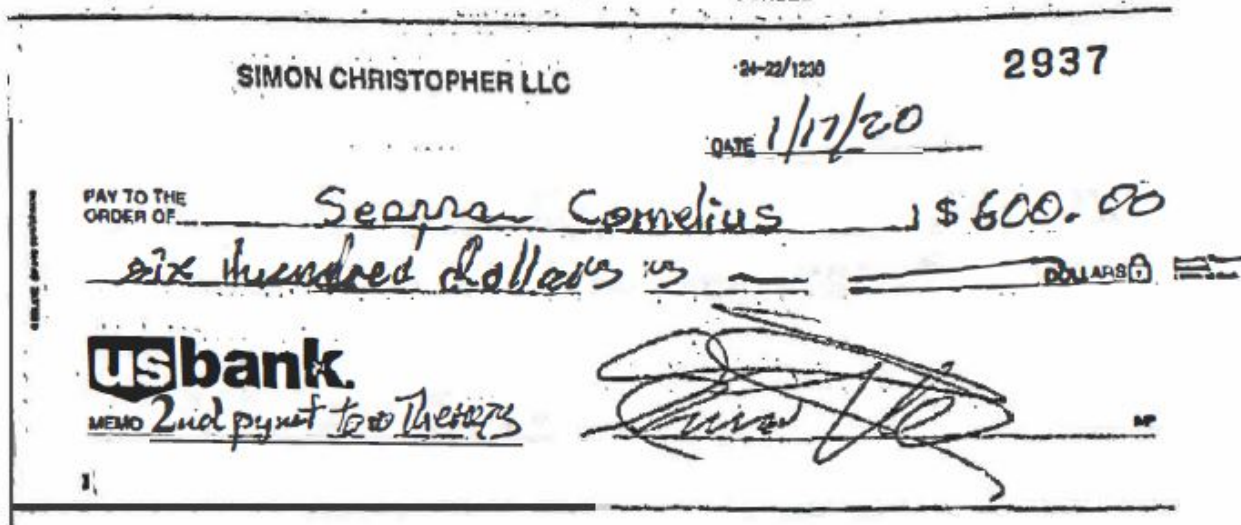 SIMON CHRISTOPHER LLC
24-22/1230
2937
DATE 1/17/20
PAY TO THE
ORDER OF Cornelius $ 600.00
six Hundred dollars DOLLARS
usbank.
MEMO 2nd pymt
MP